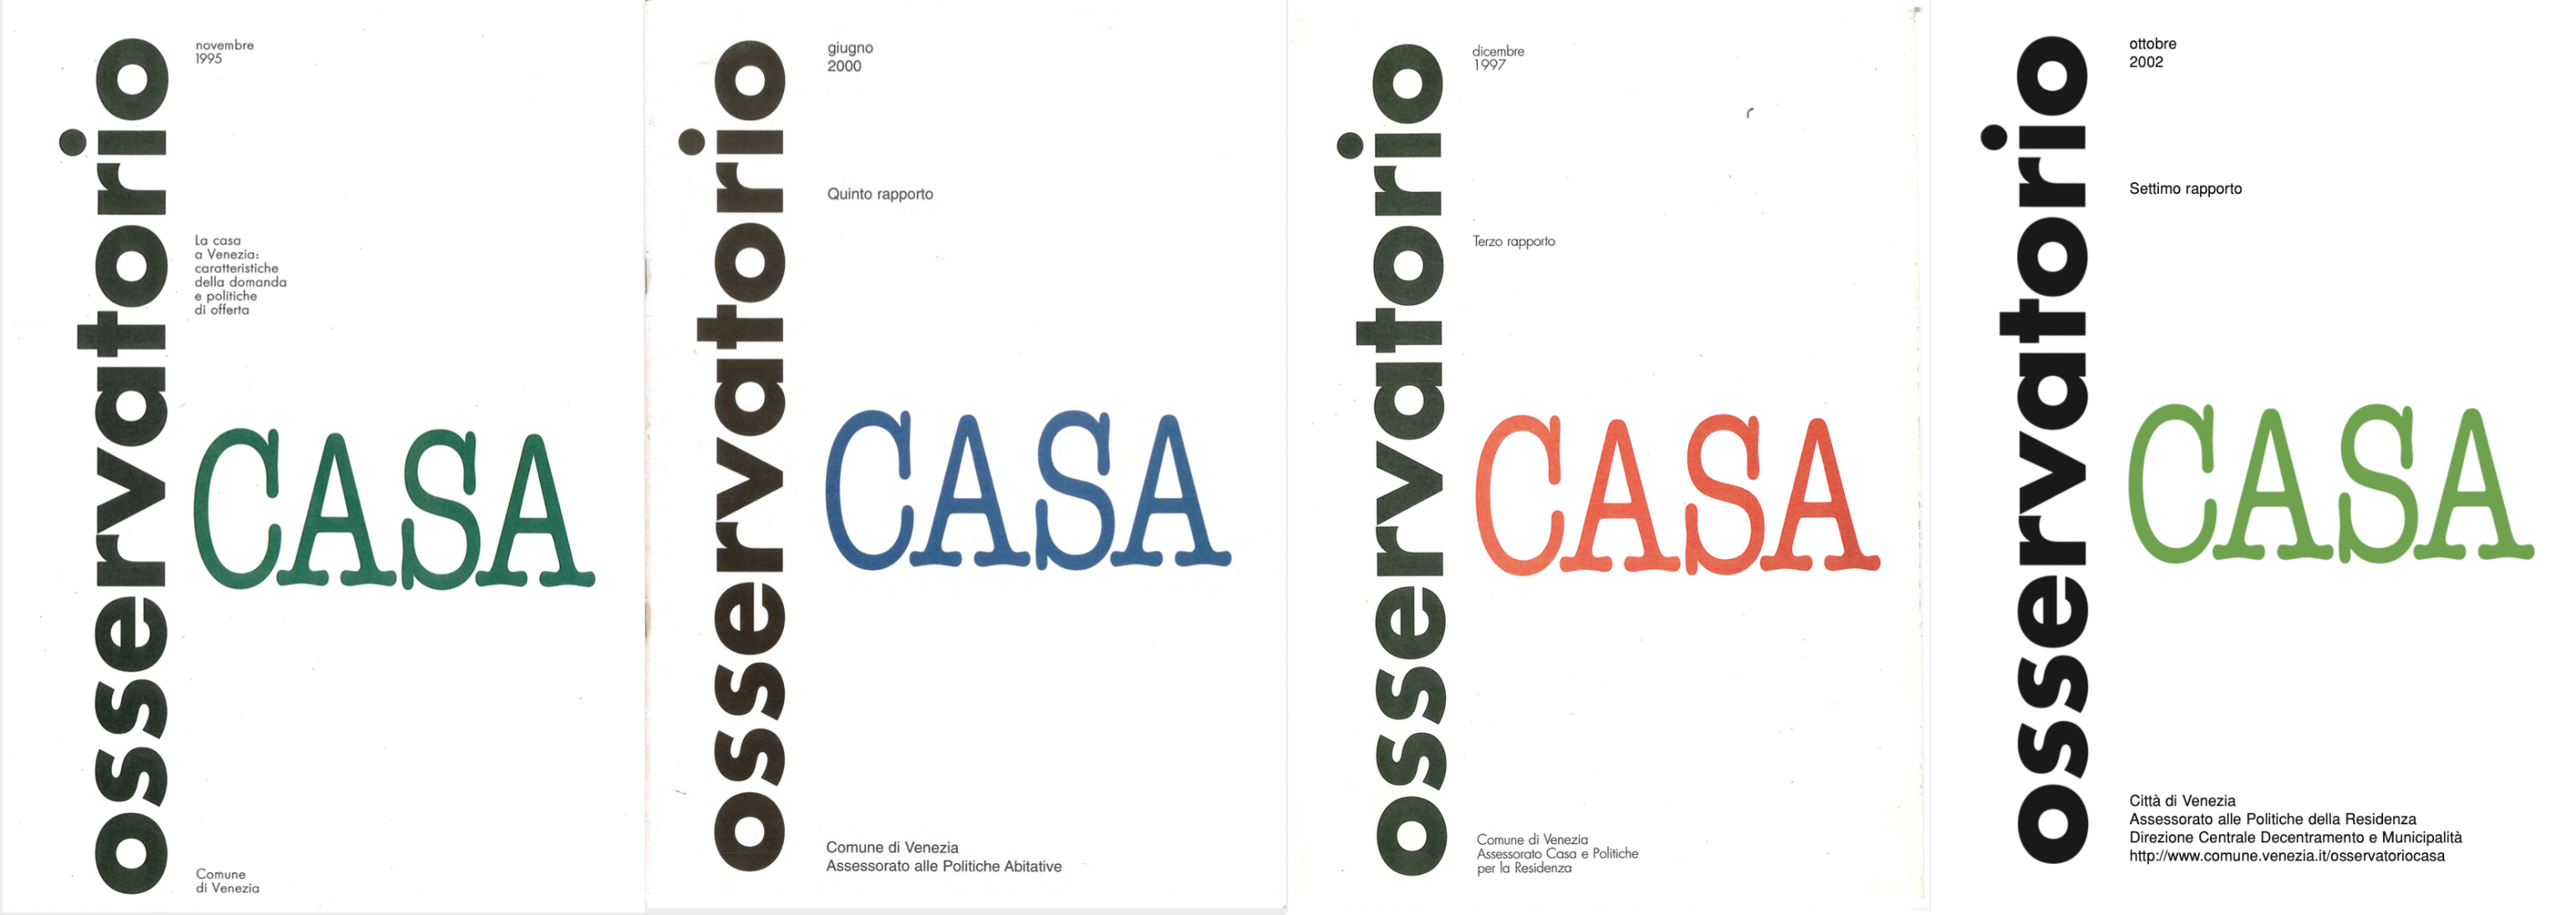 osservatorio
novembre
1995
La casa
a Venezia:
caratteristiche
della domanda
e politiche
di offerta
CASA
Comune
di Venezia
osservatorio
giugno
2000
Quinto rapporto
CASA
Comune di Venezia
Assessorato alle Politiche Abitative
osservatorio
dicembre
1997
Terzo rapporto
CASA
Comune di Venezia
Assessorato Casa e Politiche
per la Residenza
osservatorio
ottobre
2002
Settimo rapporto
CASA
Città di Venezia
Assessorato alle Politiche della Residenza
Direzione Centrale Decentramento e Municipalità
http://www.comune.venezia.it/osservatoriocasa